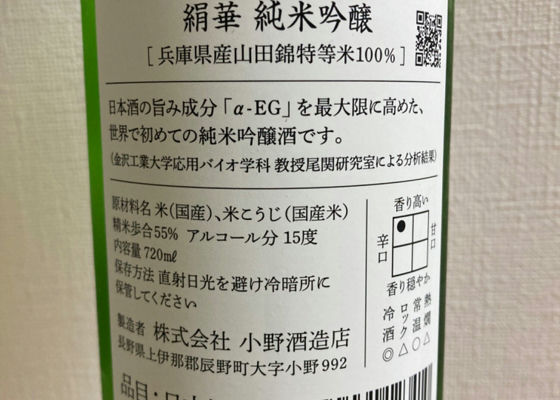 絹華 純米吟醸
[兵庫県産山田錦特等米100%]
日本酒の旨み成分「α-EG」を最大限に高めた、
世界で初めての純米吟醸酒です。
(金沢工業大学応用バイオ学科 教授尾関研究室による分析結果)
原材料名 米(国産)、米こうじ(国産米)
精米歩合55% アルコール分 15度
内容量 720ml
保存方法 直射日光を避け冷暗所に
保管してください
製造者 株式会社 小野酒造店
長野県上伊那郡辰野町大字小野992
品目:日本
香り高い
辛口
甘口
香り穏やか
冷酒◎
ロック△
常温○
熱燗△